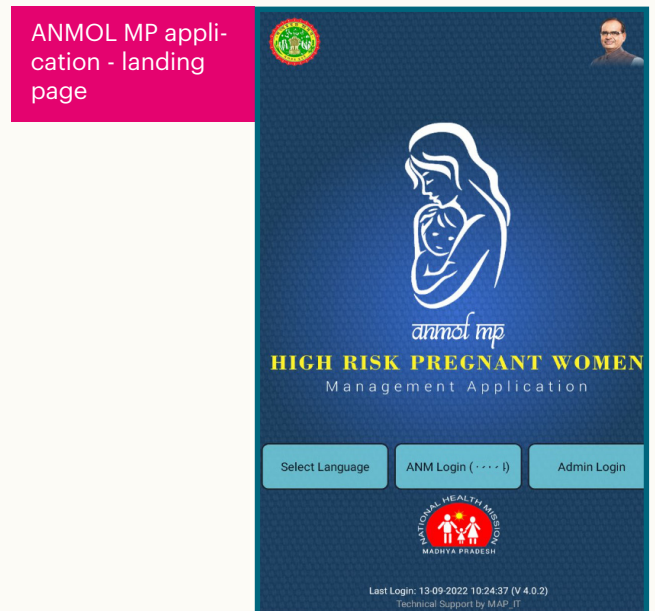 ANMOL MP appli-
cation - landing
page
anmol mp
HIGH RISK PREGNANT WOMEN
Management Application
Select Language
ANM Login (
Admin Login
NATIONAL HEALTH MISSION
MADHYA PRADESH
Last Login: 13-09-2022 10:24:37 (V 4.0.2)
Technical Support by MAP_IT